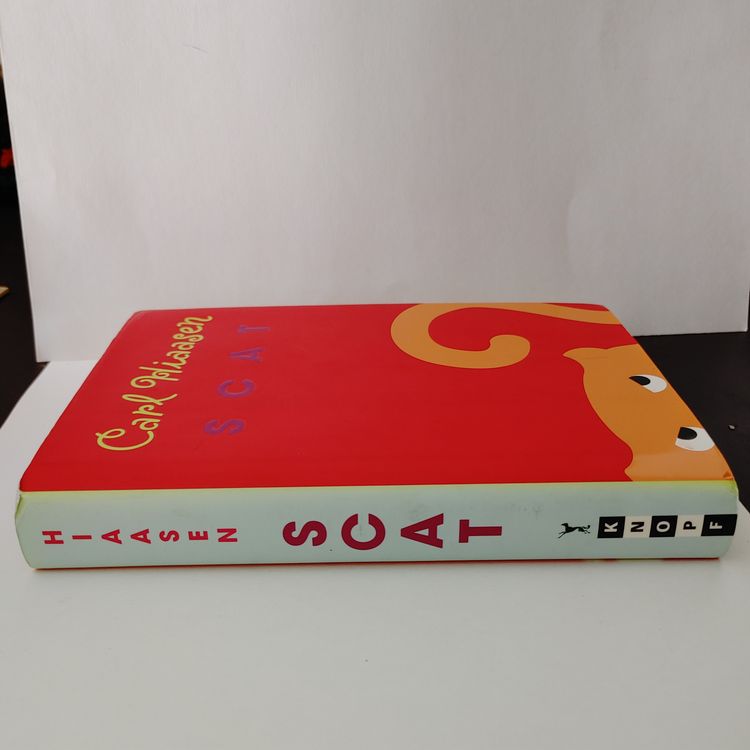 Carl Hiaasen
SCAT
HIAASEN
SCAT
KNOPF